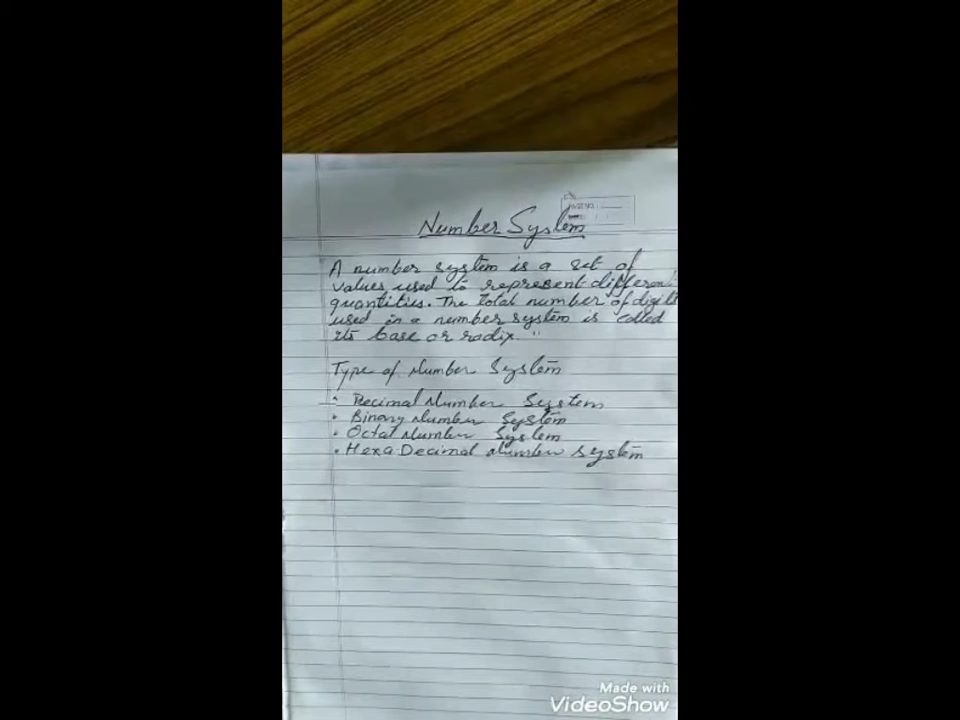 Number System
A number system is a set of
values used to represent different
quantities. The total number of digits
used in a number system is called
its base or radix. "
Type of Number System
• Decimal Number System
• Binary Number System
• Octal Number System
• Hexa Decimal Number system
Made with
VideoShow